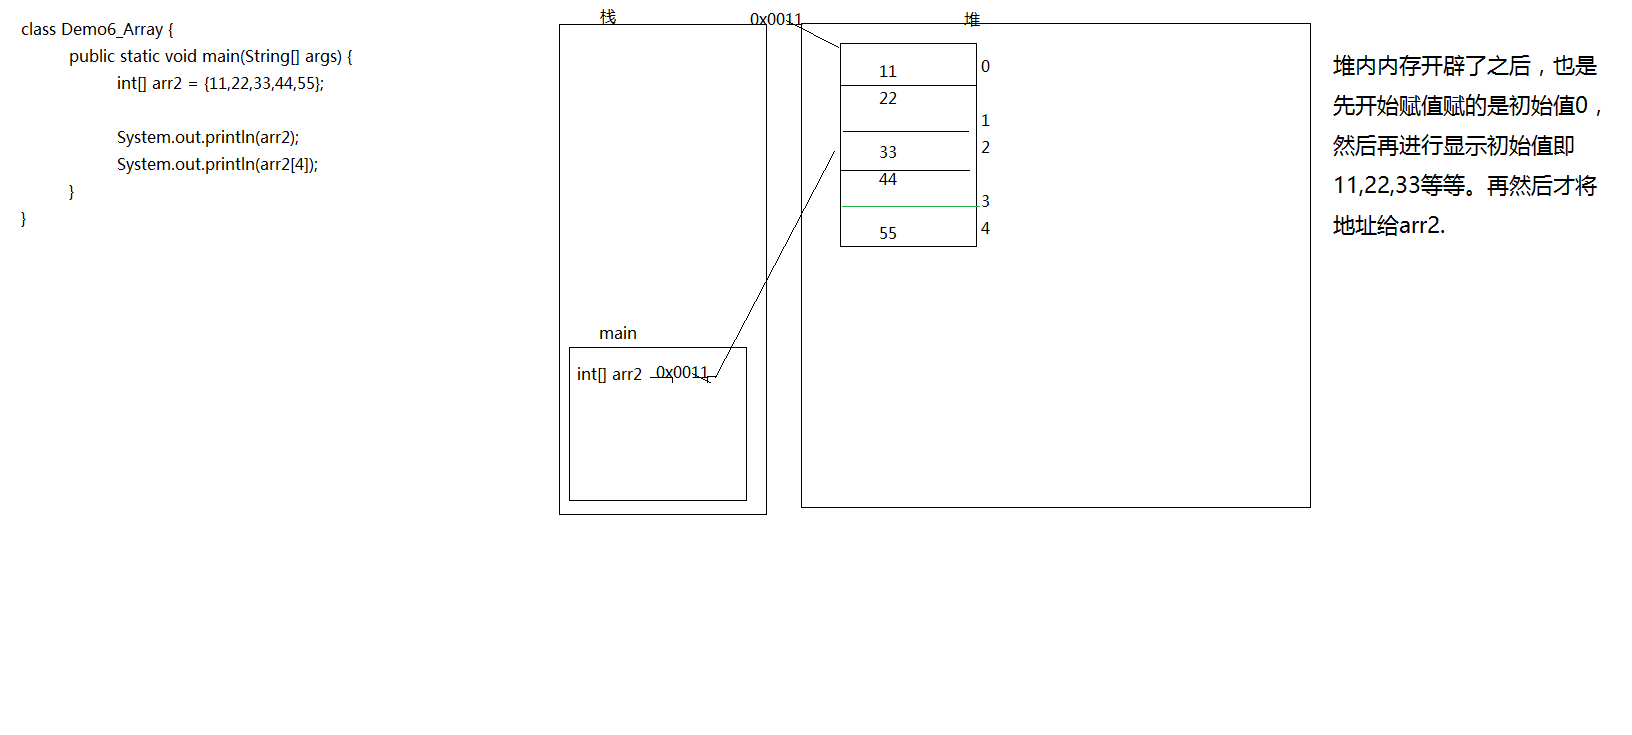 class Demo6_Array {
public static void main(String[] args) {
int[] arr2 = {11,22,33,44,55};
System.out.println(arr2);
System.out.println(arr2[4]);
}
}
栈
0x0011
堆
11
0
22
1
33
2
44
3
55
4
main
int[] arr2
0x0011
堆内内存开辟了之后，也是
先开始赋值赋的是初始值0，
然后再进行显示初始值即
11,22,33等等。再然后才将
地址给arr2.